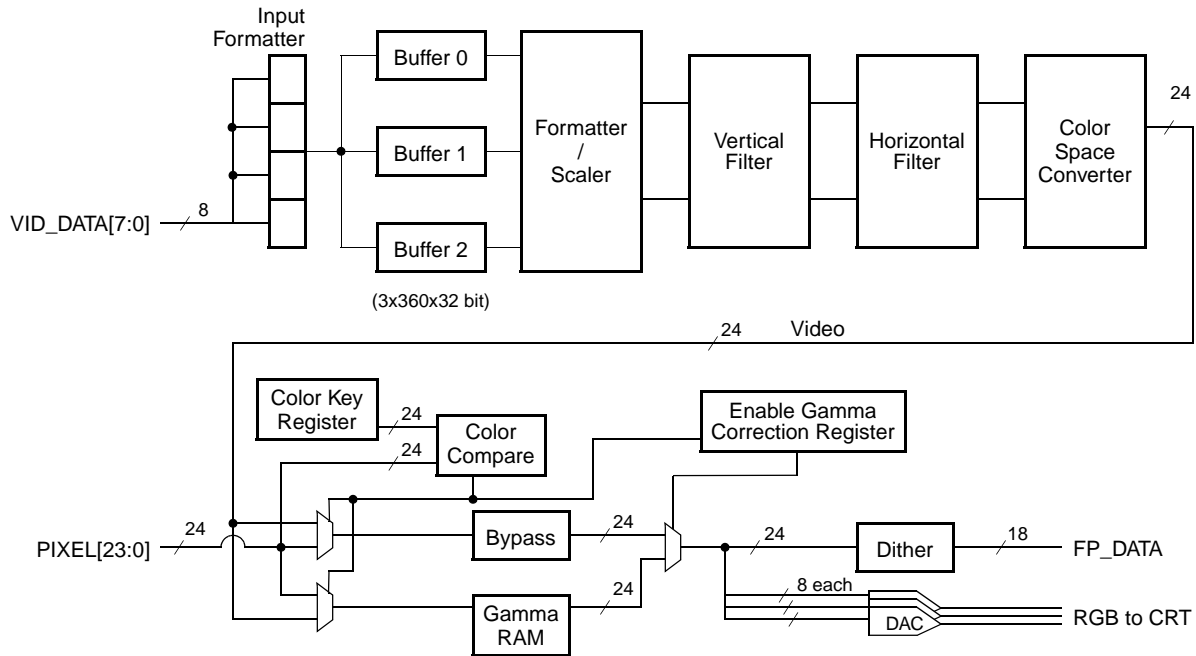 Input
Formatter
Buffer 0
Buffer 1
Buffer 2
(3x360x32 bit)
Formatter
/
Scaler
Vertical
Filter
Horizontal
Filter
Color
Space
Converter
24
VID_DATA[7:0]
8
24
Video
Color Key
Register
24
Color
Compare
24
Enable Gamma
Correction Register
PIXEL[23:0]
24
Bypass
24
Gamma
RAM
24
24
Dither
18
FP_DATA
8 each
DAC
RGB to CRT